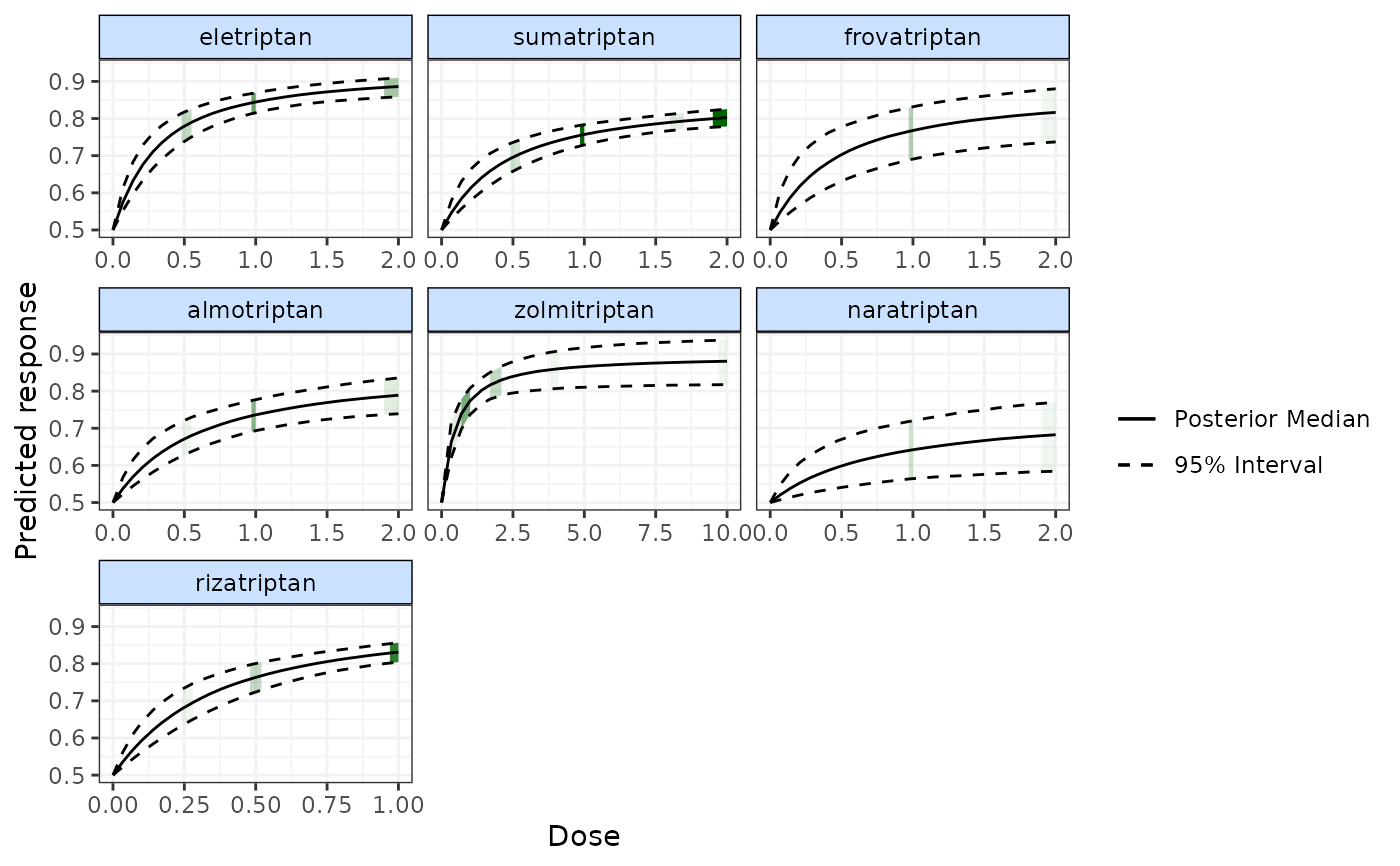 eletriptan sumatriptan frovatriptan
0.9
0.8
0.7
0.6
0.5
0.0 0.5 1.0 1.5 2.0 0.0 0.5 1.0 1.5 2.0 0.0 0.5 1.0 1.5 2.0
almotriptan zolmitriptan naratriptan
0.9
0.8
0.7
0.6
0.5
0.0 0.5 1.0 1.5 2.0 0.0 2.5 5.0 7.5 10.0 0.0 0.5 1.0 1.5 2.0
rizatriptan
0.9
0.8
0.7
0.6
0.5
0.00 0.25 0.50 0.75 1.00
Dose
Predicted response
Posterior Median
95% Interval